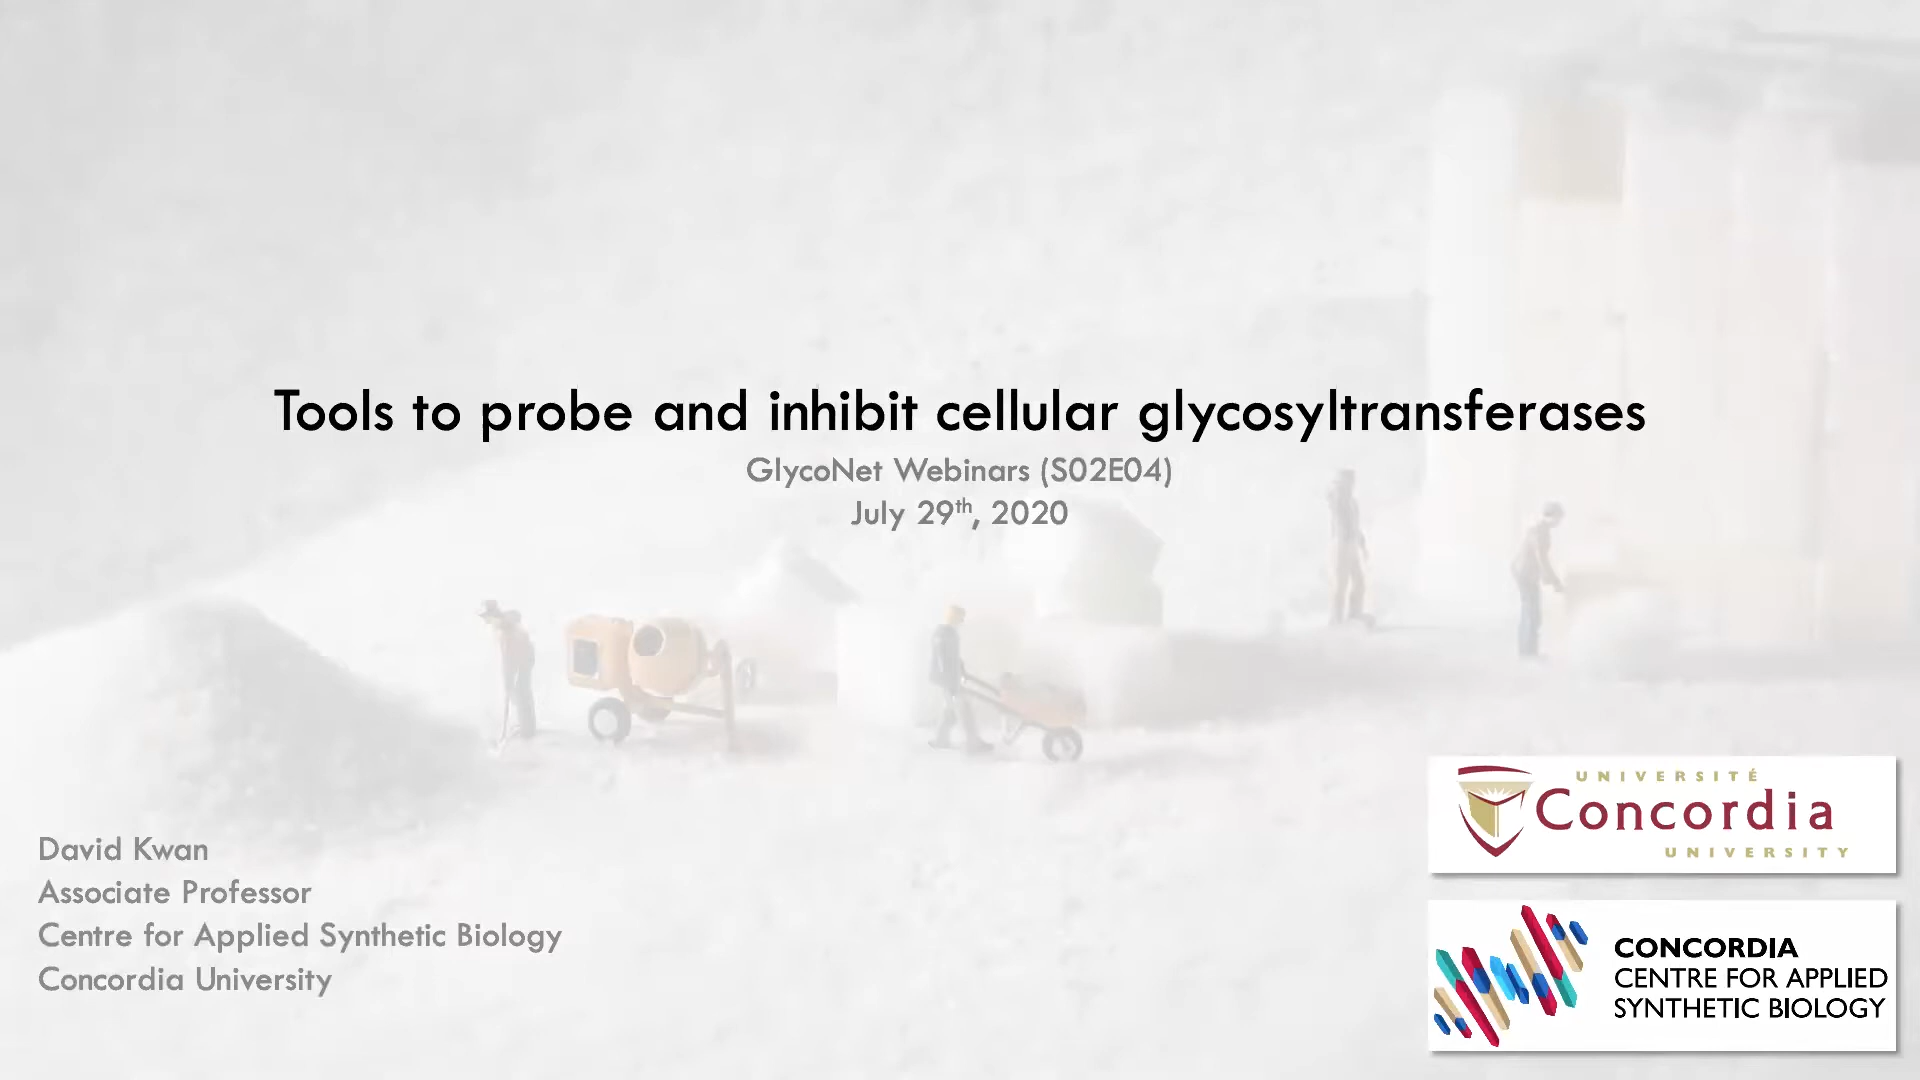 Tools to probe and inhibit cellular glycosyltransferases
GlycoNet Webinars (S02E04)
July 29th, 2020
David Kwan
Associate Professor
Centre for Applied Synthetic Biology
Concordia University
UNIVERSITÉ
Concordia
UNIVERSITY
CONCORDIA
CENTRE FOR APPLIED
SYNTHETIC BIOLOGY